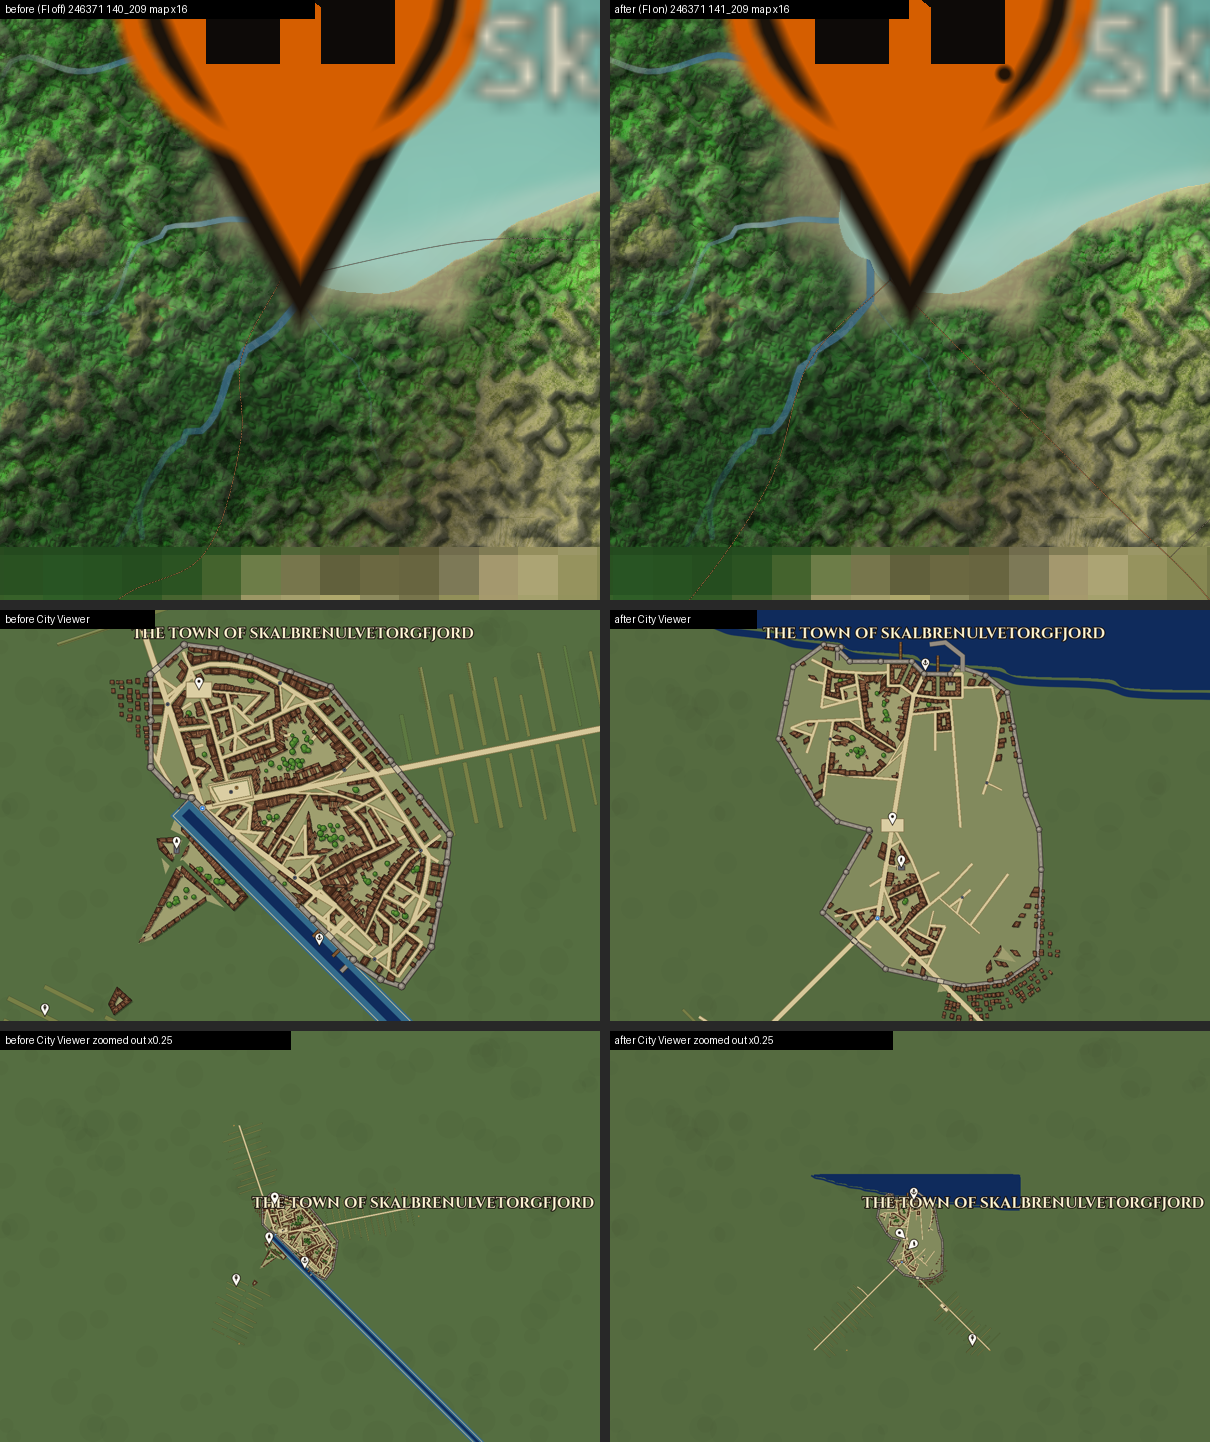 before (FI off) 246371 140_209 map x16
after (FI on) 246371 141_209 map x16
Sk
Sk
before City Viewer
after City Viewer
THE TOWN OF SKALBRENULVETORGFJORD
THE TOWN OF SKALBRENULVETORGFJORD
before City Viewer zoomed out x0.25
after City Viewer zoomed out x0.25
THE TOWN OF SKALBRENULVETORGFJORD
THE TOWN OF SKALBRENULVETORGFJORD